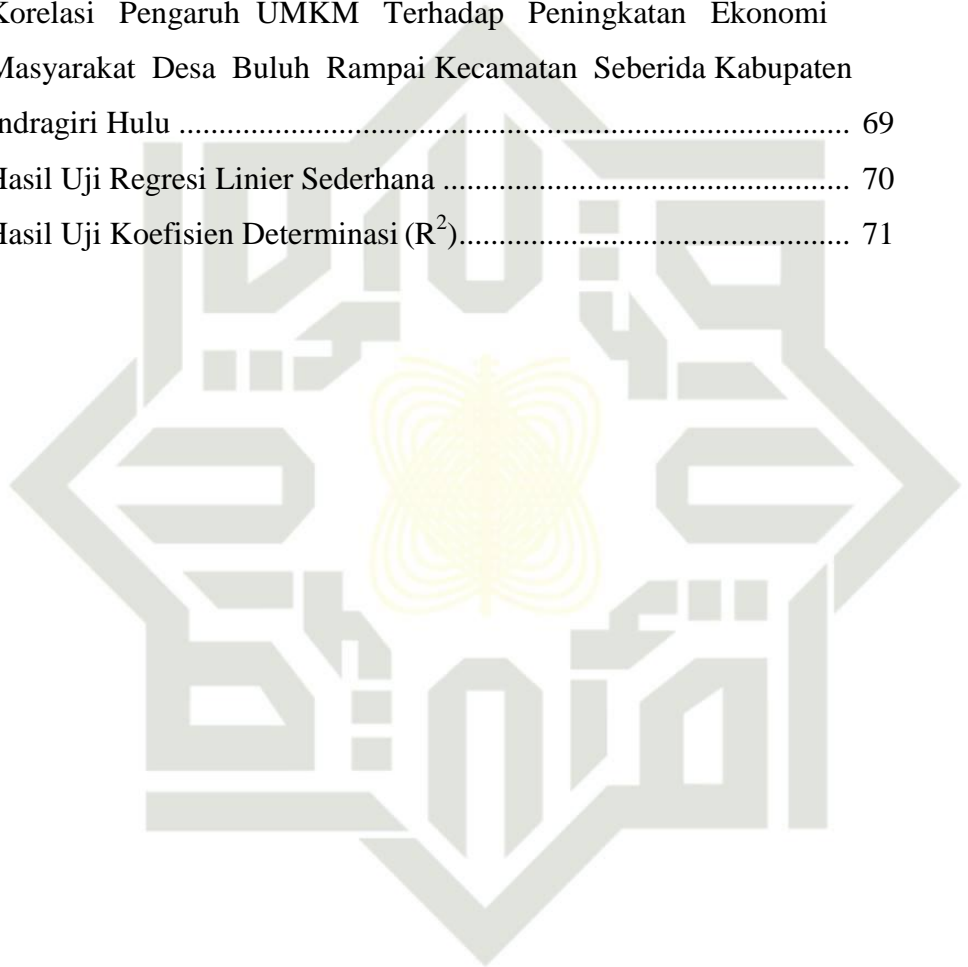 Korelasi Pengaruh UMKM Terhadap Peningkatan Ekonomi
Masyarakat Desa Buluh Rampai Kecamatan Seberida Kabupaten
Indragiri Hulu .................................................................................... 69
Hasil Uji Regresi Linier Sederhana ................................................... 70
Hasil Uji Koefisien Determinasi (R²)................................................. 71